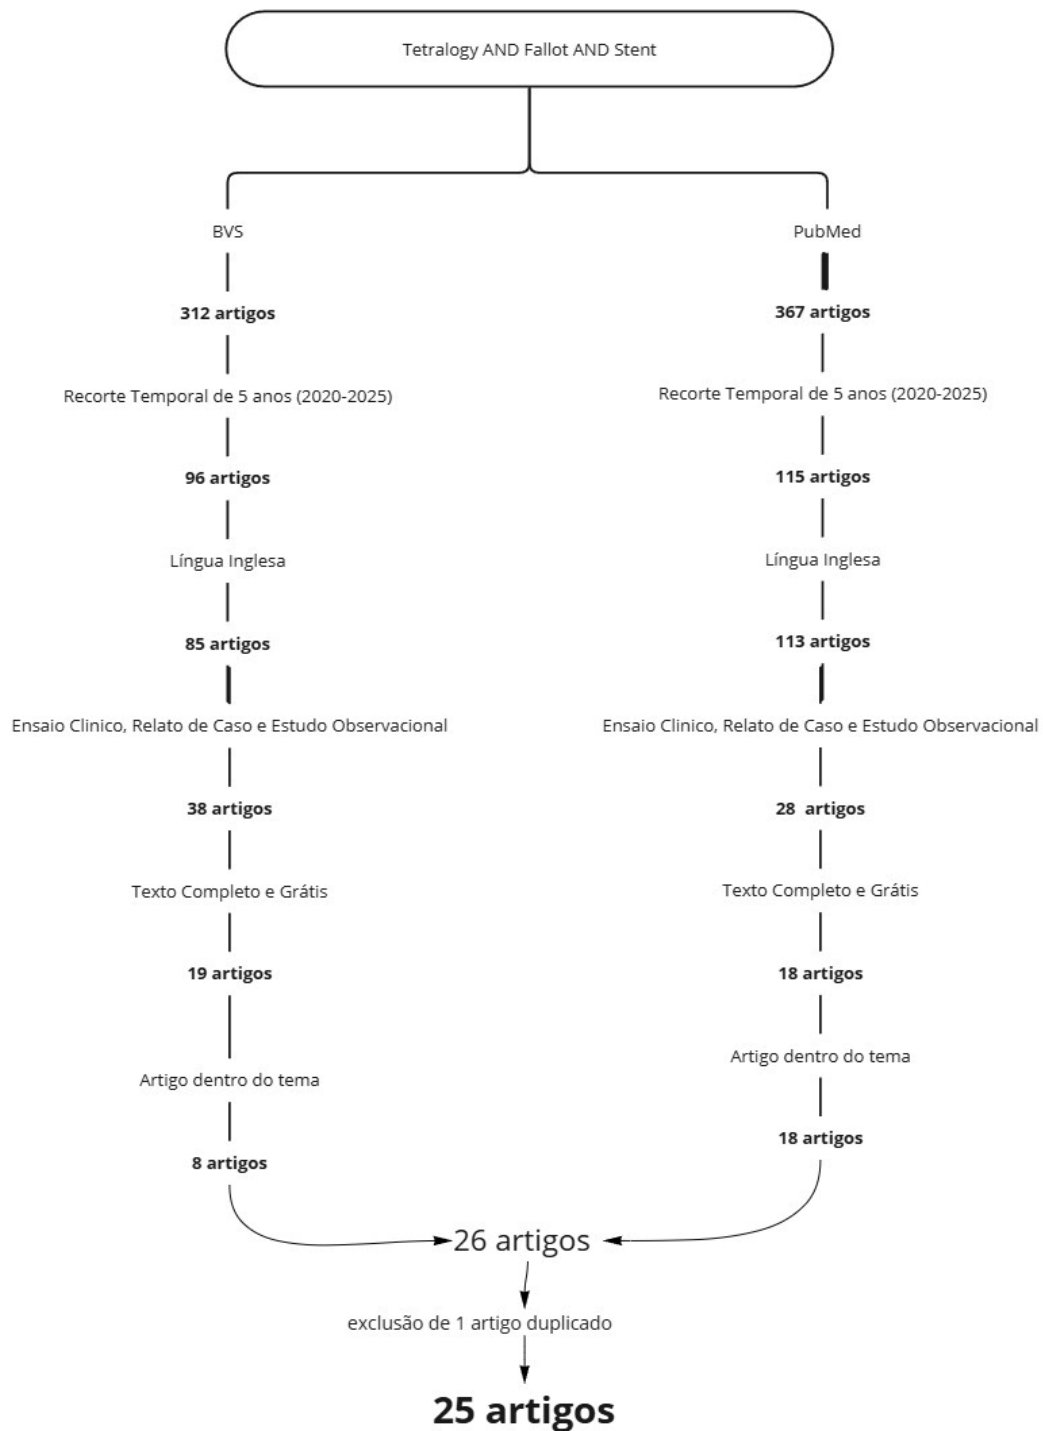 Tetralogy AND Fallot AND Stent
BVS
312 artigos
Recorte Temporal de 5 anos (2020-2025)
96 artigos
Língua Inglesa
85 artigos
Ensaio Clinico, Relato de Caso e Estudo Observacional
38 artigos
Texto Completo e Grátis
19 artigos
Artigo dentro do tema
8 artigos
PubMed
367 artigos
Recorte Temporal de 5 anos (2020-2025)
115 artigos
Língua Inglesa
113 artigos
Ensaio Clinico, Relato de Caso e Estudo Observacional
28 artigos
Texto Completo e Grátis
18 artigos
Artigo dentro do tema
18 artigos
26 artigos
exclusão de 1 artigo duplicado
25 artigos